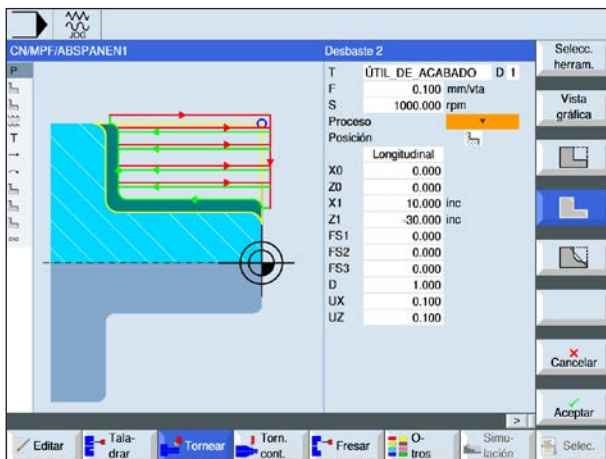 JOG
CN/MPF/ABSPANEN1
Desbaste 2
Selecc.
herram.
P
T
T ÚTIL_DE_ACABADO D 1
F 0.100 mm/vta
S 1000.000 rpm
Proceso
Posición
Longitudinal
X0 0.000
Z0 0.000
X1 10.000 inc
Z1 -30.000 inc
FS1 0.000
FS2 0.000
FS3 0.000
D 1.000
UX 0.100
UZ 0.100
Vista
gráfica
Cancelar
Aceptar
>
Editar
Tala-
drar
Tornear
Torn.
cont.
Fresar
O-
tros
Simu-
lación
Selec.